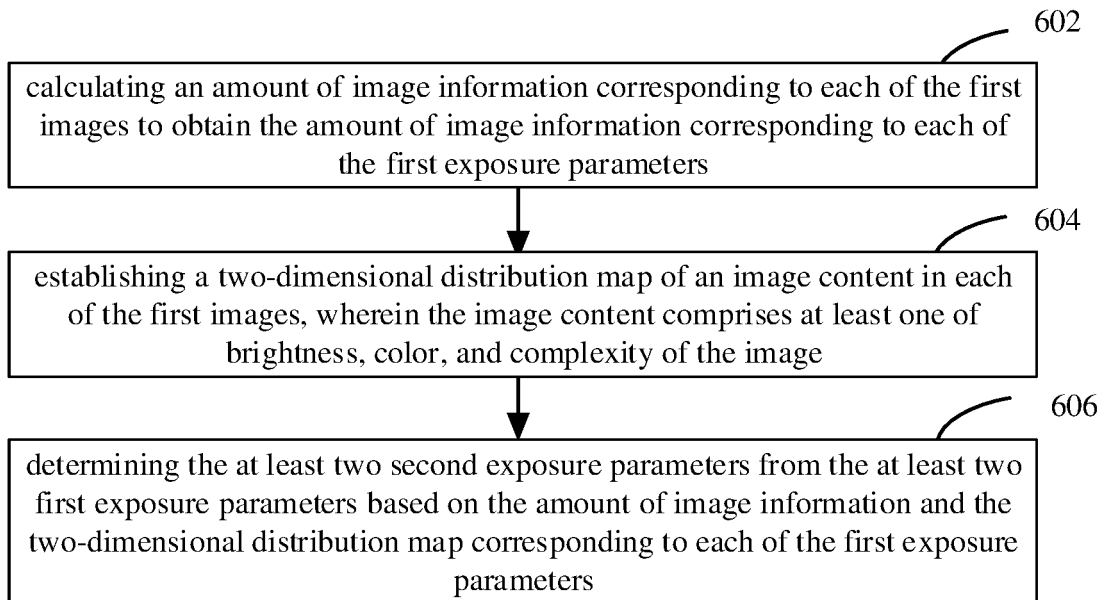 602
calculating an amount of image information corresponding to each of the first
images to obtain the amount of image information corresponding to each of
the first exposure parameters
604
establishing a two-dimensional distribution map of an image content in each
of the first images, wherein the image content comprises at least one of
brightness, color, and complexity of the image
606
determining the at least two second exposure parameters from the at least two
first exposure parameters based on the amount of image information and the
two-dimensional distribution map corresponding to each of the first exposure
parameters